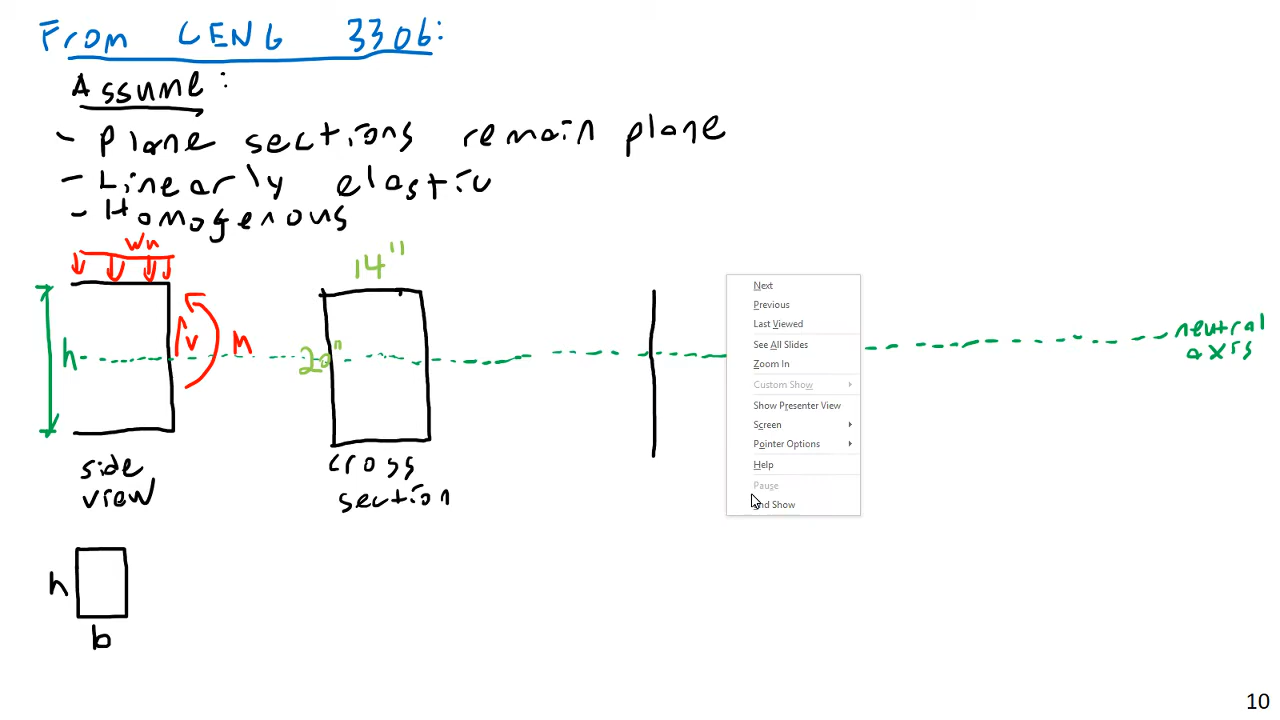 From CENG 3306:
Assume:
- Plane sections remain plane
- Linearly elastic
- Homogenous
Wn
14"
h
V
M
20"
neutral
axis
side
view
cross
section
h
b
Next
Previous
Last Viewed
See All Slides
Zoom In
Custom Show
Show Presenter View
Screen
Pointer Options
Help
Pause
End Show
10